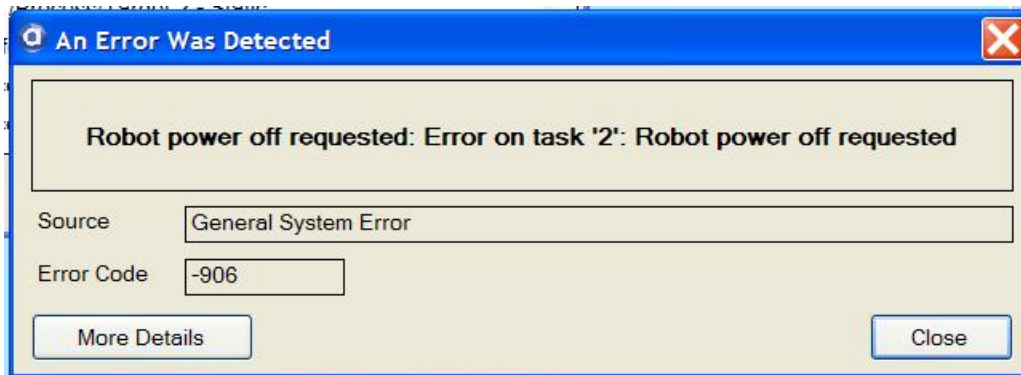 An Error Was Detected
Robot power off requested: Error on task '2': Robot power off requested
Source
General System Error
Error Code
-906
More Details
Close